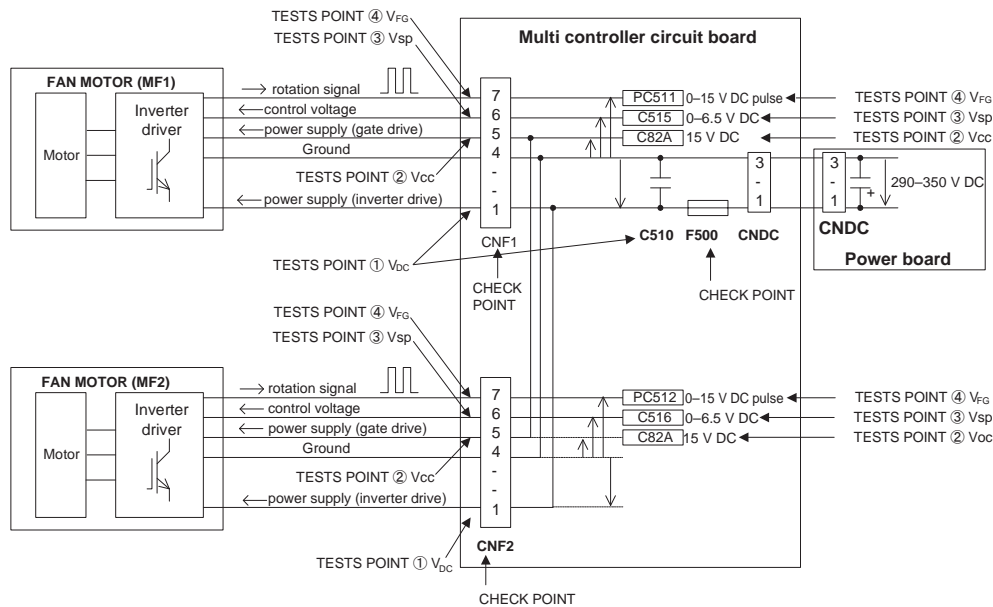 TESTS POINT ④ VFG
TESTS POINT ③ Vsp
Multi controller circuit board
FAN MOTOR (MF1)
rotation signal
7
PC511
0–15 V DC pulse
TESTS POINT ④ VFG
control voltage
6
C515
0–6.5 V DC
TESTS POINT ③ Vsp
Inverter
driver
power supply (gate drive)
5
C82A
15 V DC
TESTS POINT ② Vcc
Motor
Ground
4
3
3
TESTS POINT ② Vcc
-
-
-
-
290–350 V DC
+
power supply (inverter drive)
1
1
1
CNF1
C510
F500
CNDC
CNDC
TESTS POINT ① VDC
Power board
CHECK
POINT
CHECK POINT
TESTS POINT ④ VFG
TESTS POINT ③ Vsp
FAN MOTOR (MF2)
rotation signal
7
PC512
0–15 V DC pulse
TESTS POINT ④ VFG
control voltage
6
C516
0–6.5 V DC
TESTS POINT ③ Vsp
Inverter
driver
power supply (gate drive)
5
C82A
15 V DC
TESTS POINT ② Voc
Motor
Ground
4
TESTS POINT ② Vcc
-
-
power supply (inverter drive)
1
CNF2
TESTS POINT ① VDC
CHECK POINT